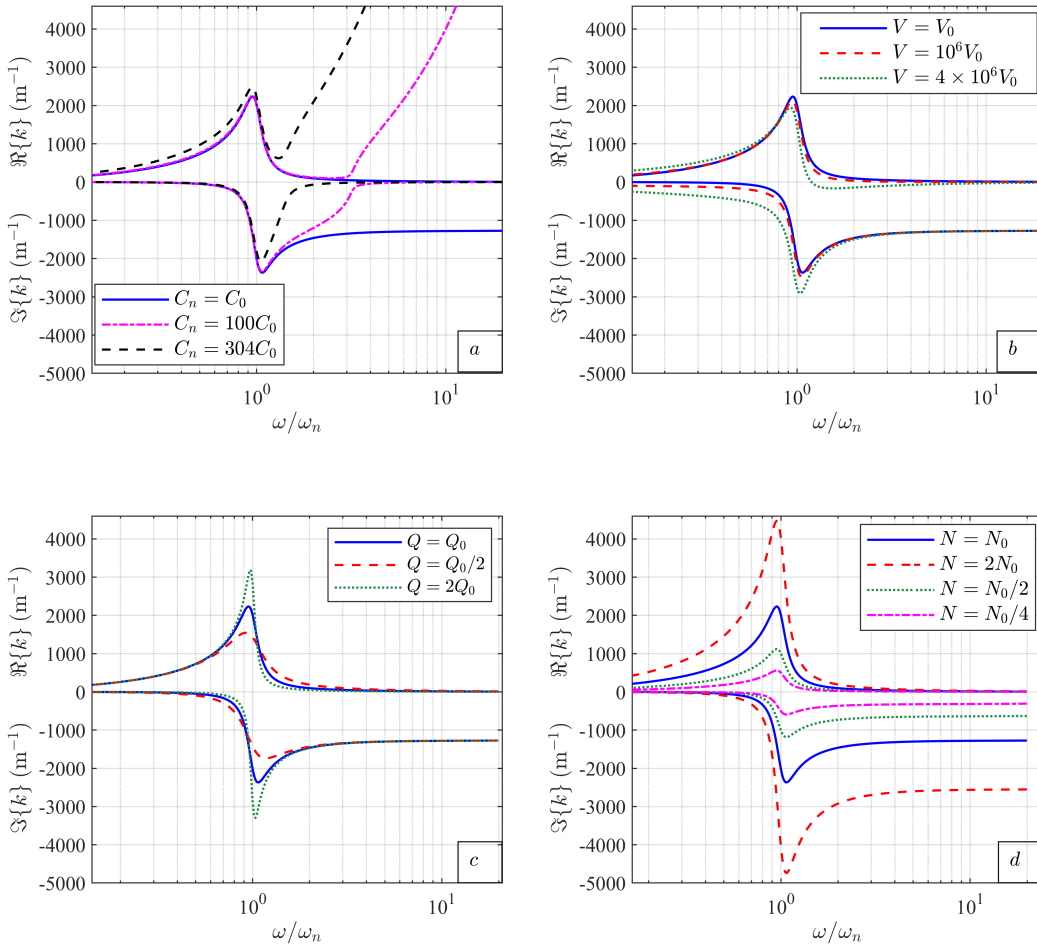 4000
3000
2000
1000
0
-1000
-2000
-3000
-4000
-5000
ℜ{k} (m⁻¹)
ℑ{k} (m⁻¹)
Cₙ = C₀
Cₙ = 100C₀
Cₙ = 304C₀
a
10⁰
10¹
ω/ωₙ
4000
3000
2000
1000
0
-1000
-2000
-3000
-4000
-5000
ℜ{k} (m⁻¹)
ℑ{k} (m⁻¹)
V = V₀
V = 10⁶V₀
V = 4 × 10⁶V₀
b
10⁰
10¹
ω/ωₙ
4000
3000
2000
1000
0
-1000
-2000
-3000
-4000
-5000
ℜ{k} (m⁻¹)
ℑ{k} (m⁻¹)
Q = Q₀
Q = Q₀/2
Q = 2Q₀
c
10⁰
10¹
ω/ωₙ
4000
3000
2000
1000
0
-1000
-2000
-3000
-4000
-5000
ℜ{k} (m⁻¹)
ℑ{k} (m⁻¹)
N = N₀
N = 2N₀
N = N₀/2
N = N₀/4
d
10⁰
10¹
ω/ωₙ